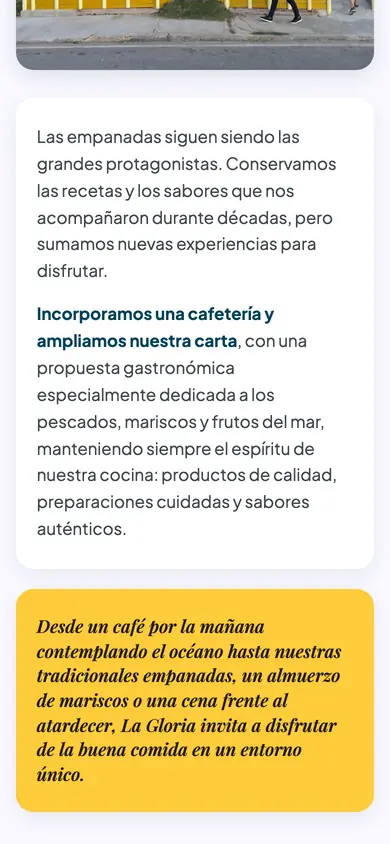 Las empanadas siguen siendo las
grandes protagonistas. Conservamos
las recetas y los sabores que nos
acompañaron durante décadas, pero
sumamos nuevas experiencias para
disfrutar.
Incorporamos una cafetería y
ampliamos nuestra carta, con una
propuesta gastronómica
especialmente dedicada a los
pescados, mariscos y frutos del mar,
manteniendo siempre el espíritu de
nuestra cocina: productos de calidad,
preparaciones cuidadas y sabores
auténticos.
Desde un café por la mañana
contemplando el océano hasta nuestras
tradicionales empanadas, un almuerzo
de mariscos o una cena frente al
atardecer, La Gloria invita a disfrutar
de la buena comida en un entorno
único.